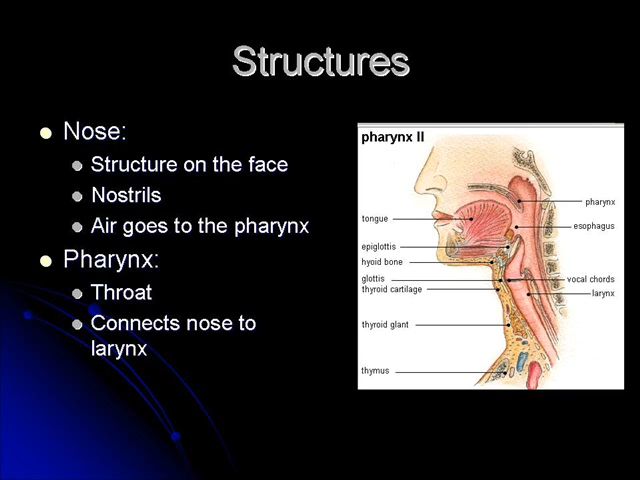 Structures
Nose:
Structure on the face
Nostrils
Air goes to the pharynx
Pharynx:
Throat
Connects nose to
larynx
pharynx II
pharynx
tongue
esophagus
epiglottis
hyoid bone
glottis
vocal chords
thyroid cartilage
larynx
thyroid glant
thymus